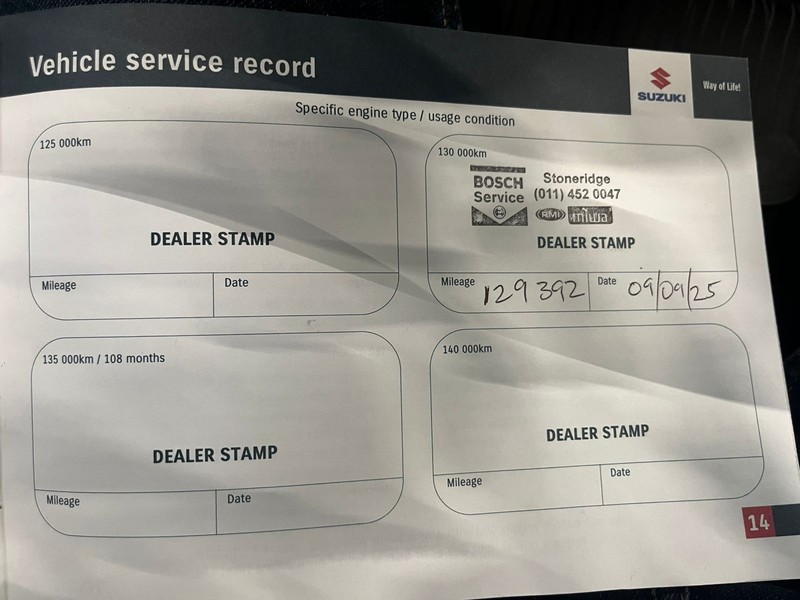 Vehicle service record
SUZUKI
Way of Life!
Specific engine type / usage condition
125 000km
DEALER STAMP
Mileage
Date
130 000km
BOSCH
Service
Stoneridge
(011) 452 0047
RMI
DEALER STAMP
Mileage 129 392
Date 09/09/25
135 000km / 108 months
DEALER STAMP
Mileage
Date
140 000km
DEALER STAMP
Mileage
Date
14